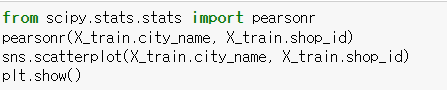 from scipy.stats.stats import pearsonr
pearsonr(X_train.city_name, X_train.shop_id)
sns.scatterplot(X_train.city_name, X_train.shop_id)
plt.show()